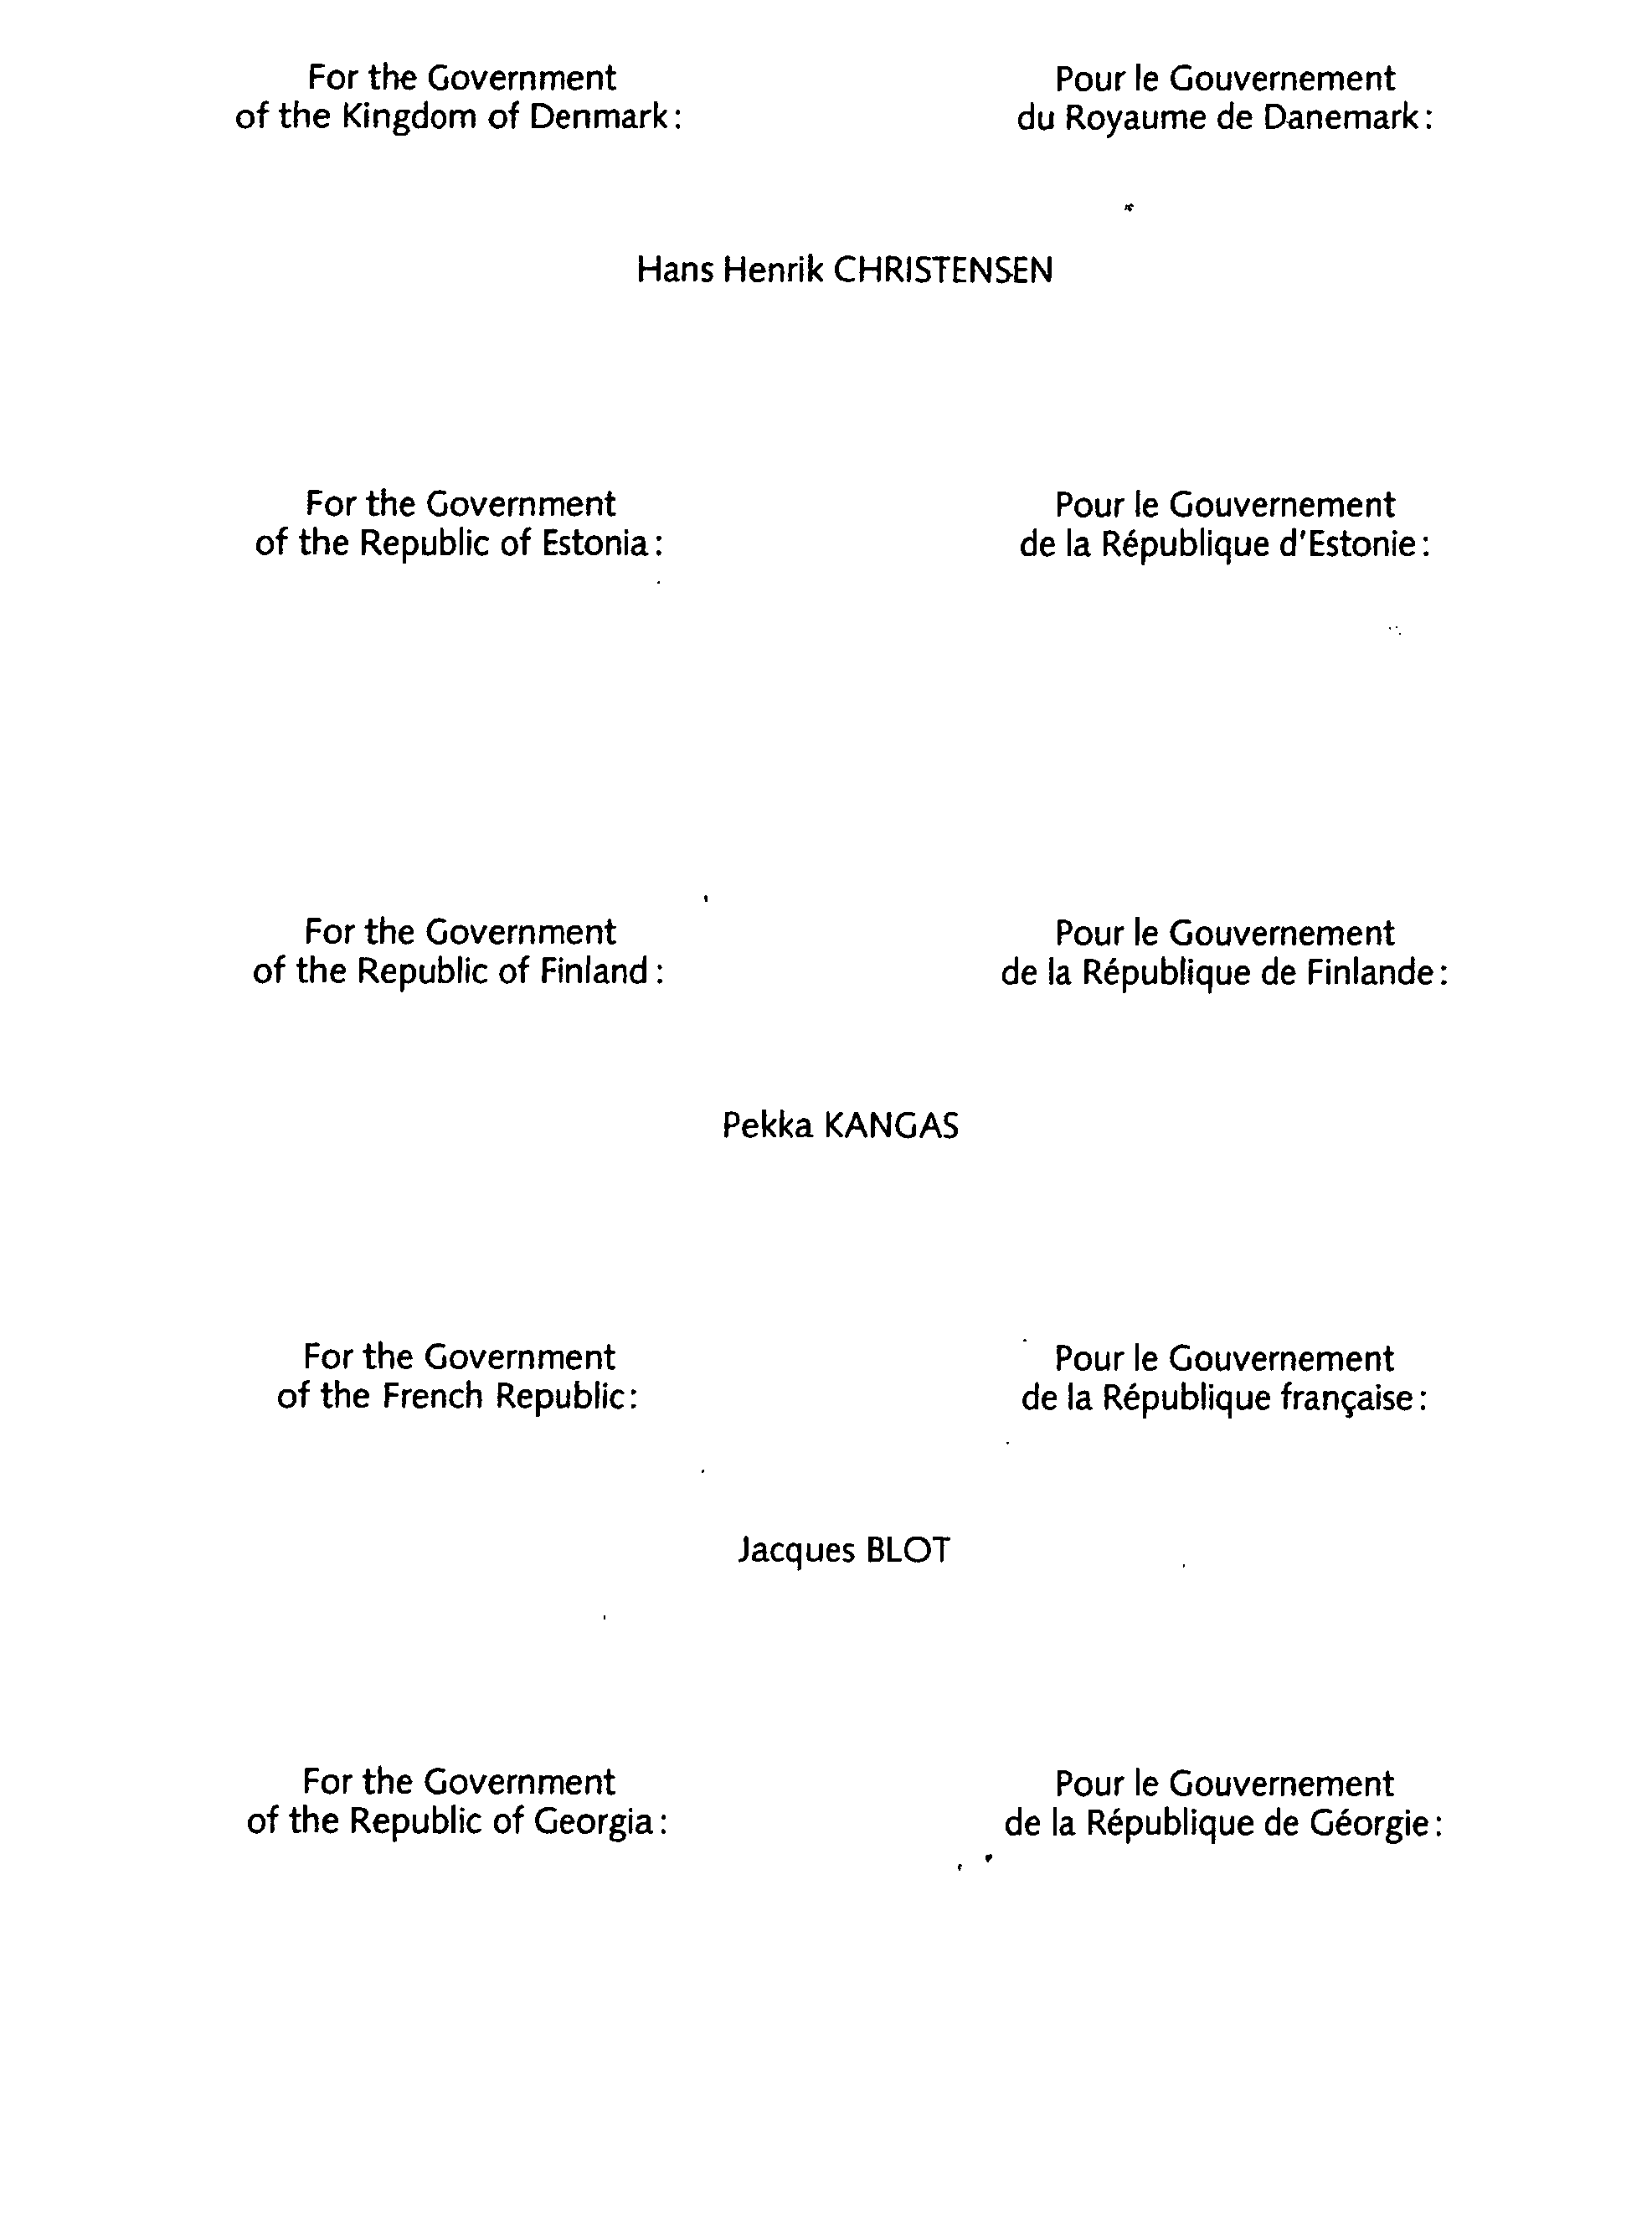 For the Government
of the Kingdom of Denmark:
Pour le Gouvernement
du Royaume de Danemark:
Hans Henrik CHRISTENSEN
For the Government
of the Republic of Estonia:
Pour le Gouvernement
de la République d'Estonie:
For the Government
of the Republic of Finland:
Pour le Gouvernement
de la République de Finlande:
Pekka KANGAS
For the Government
of the French Republic:
Pour le Gouvernement
de la République française:
Jacques BLOT
For the Government
of the Republic of Georgia:
Pour le Gouvernement
de la République de Géorgie: